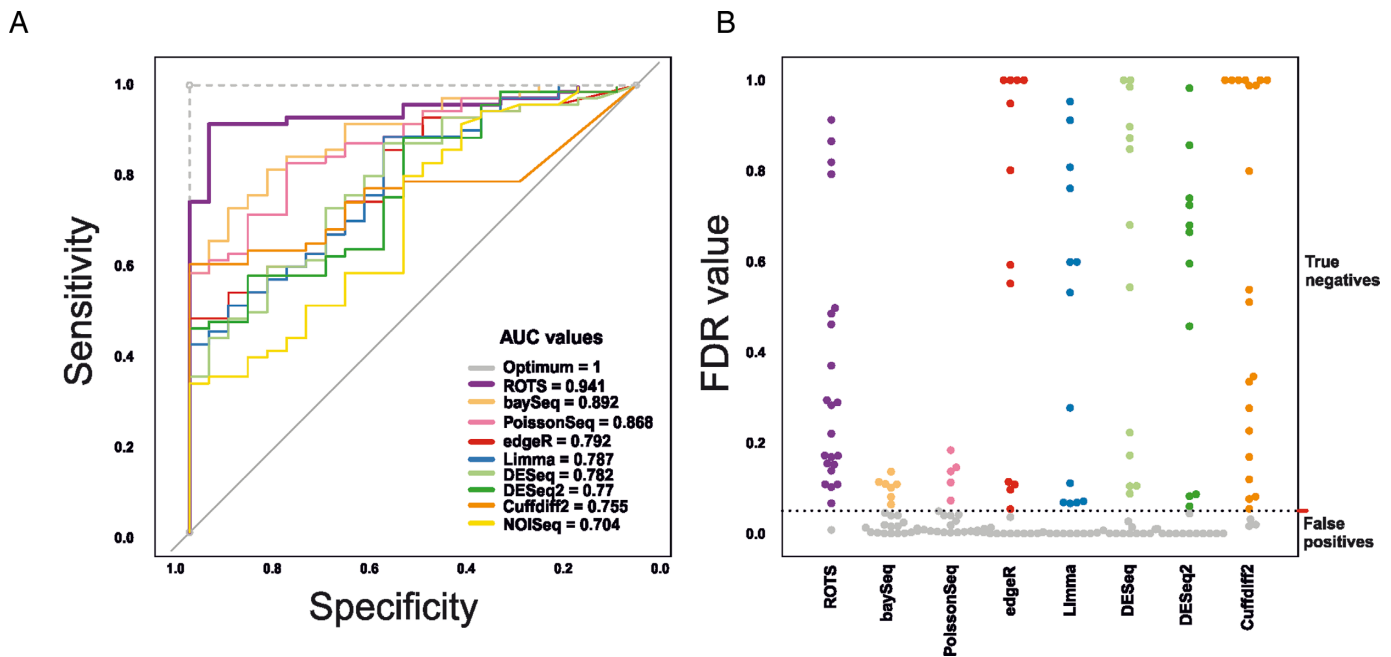 A
Sensitivity
1.0
0.8
0.6
0.4
0.2
0.0
AUC values
Optimum = 1
ROTS = 0.941
baySeq = 0.892
PoissonSeq = 0.868
edgeR = 0.792
Limma = 0.787
DESeq = 0.782
DESeq2 = 0.77
Cuffdiff2 = 0.755
NOISeq = 0.704
1.0 0.8 0.6 0.4 0.2 0.0
Specificity
B
FDR value
1.0
0.8
0.6
0.4
0.2
0.0
True
negatives
False
positives
ROTS
baySeq
PoissonSeq
edgeR
Limma
DESeq
DESeq2
Cuffdiff2